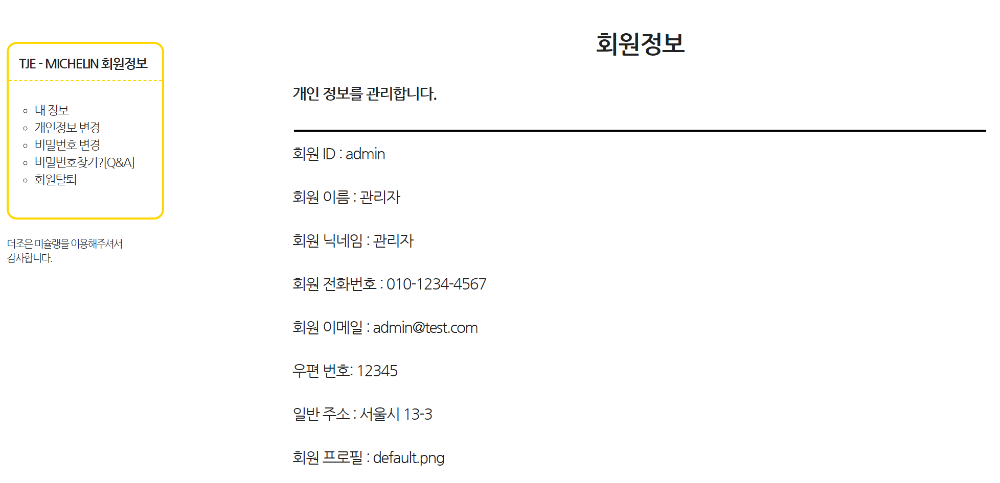 회원정보
TJE - MICHELIN 회원정보
내 정보
개인정보 변경
비밀번호 변경
비밀번호찾기?[Q&A]
회원탈퇴
더조은 미슐랭을 이용해주셔서
감사합니다.
개인 정보를 관리합니다.
회원 ID : admin
회원 이름 : 관리자
회원 닉네임 : 관리자
회원 전화번호 : 010-1234-4567
회원 이메일 : admin@test.com
우편 번호: 12345
일반 주소 : 서울시 13-3
회원 프로필 : default.png